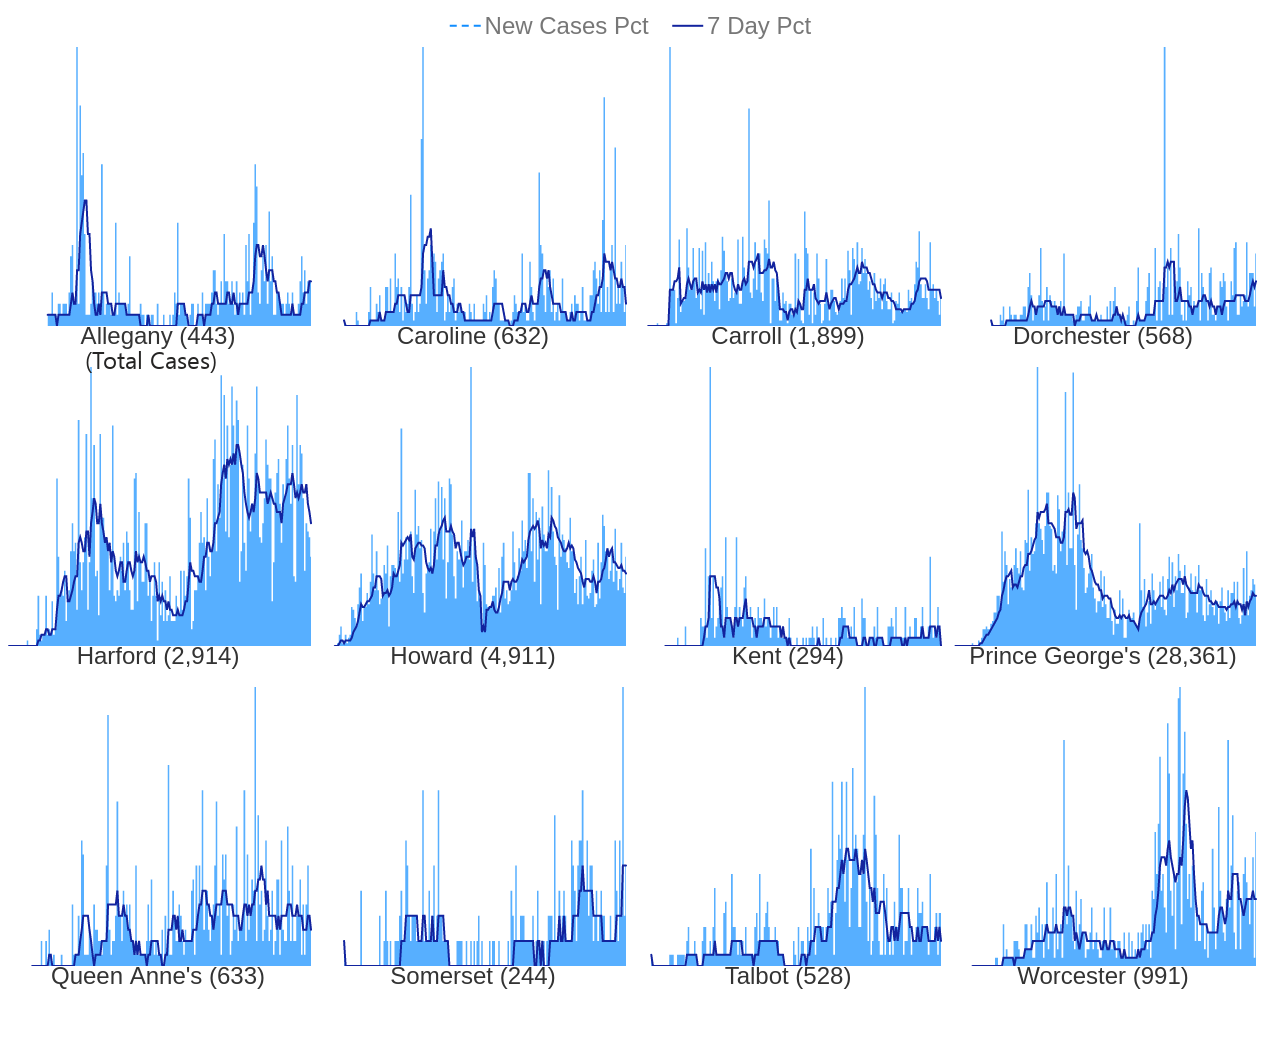 New Cases Pct 7 Day Pct
Allegany (443) Caroline (632) Carroll (1,899) Dorchester (568)
(Total Cases)
Harford (2,914) Howard (4,911) Kent (294) Prince George's (28,361)
Queen Anne's (633) Somerset (244) Talbot (528) Worcester (991)